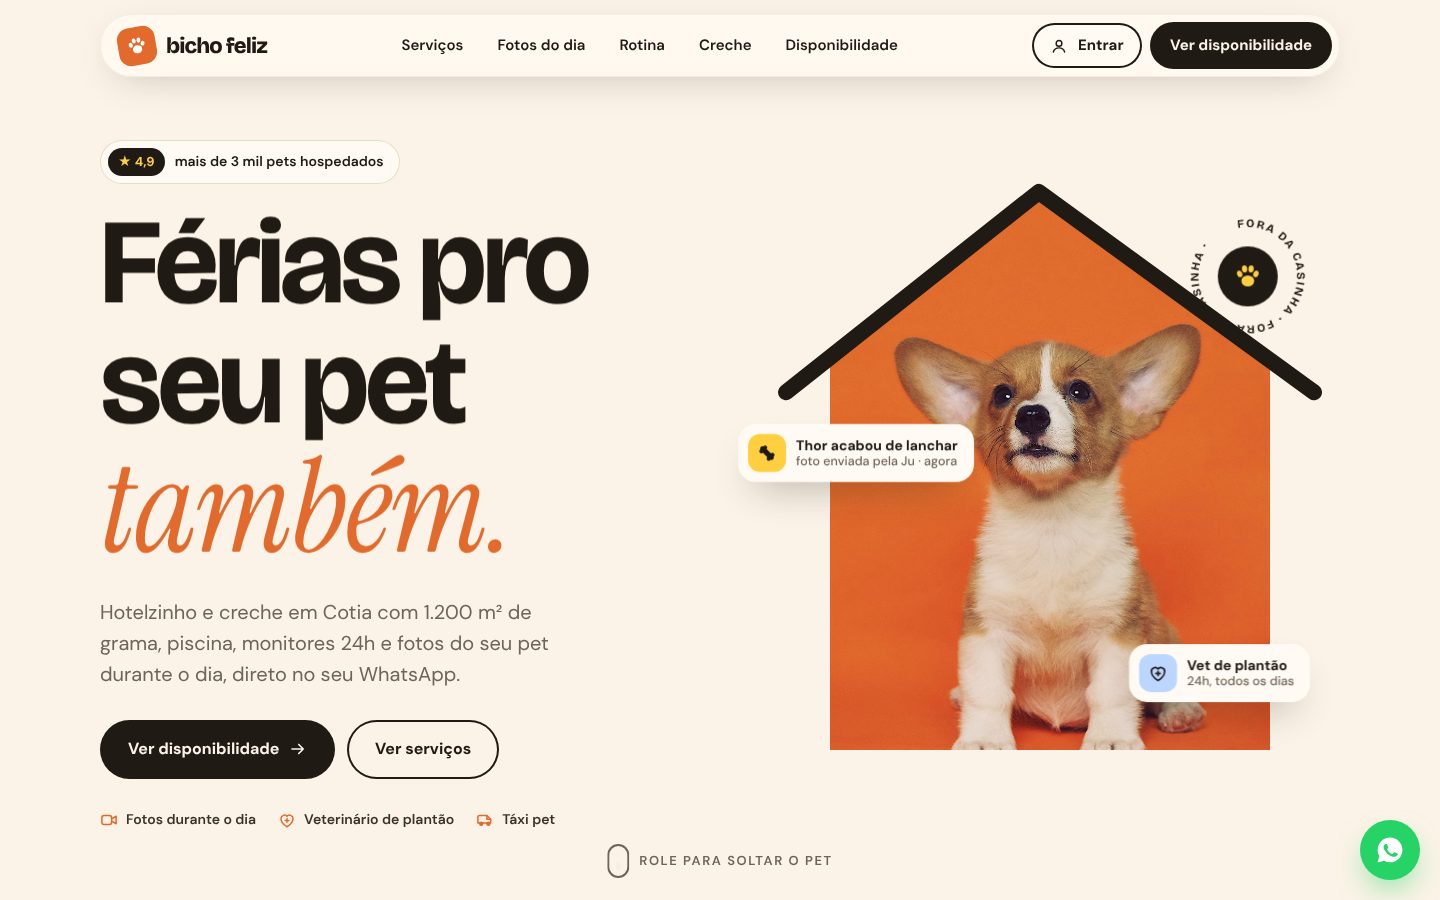 bicho feliz
Serviços
Fotos do dia
Rotina
Creche
Disponibilidade
Entrar
Ver disponibilidade
★ 4,9
mais de 3 mil pets hospedados
Férias pro
seu pet
também.
Hotelzinho e creche em Cotia com 1.200 m² de
grama, piscina, monitores 24h e fotos do seu pet
durante o dia, direto no seu WhatsApp.
Ver disponibilidade →
Ver serviços
Fotos durante o dia
Veterinário de plantão
Táxi pet
FORA DA CASINHA · FORA
Thor acabou de lanchar
foto enviada pela Ju · agora
Vet de plantão
24h, todos os dias
ROLE PARA SOLTAR O PET